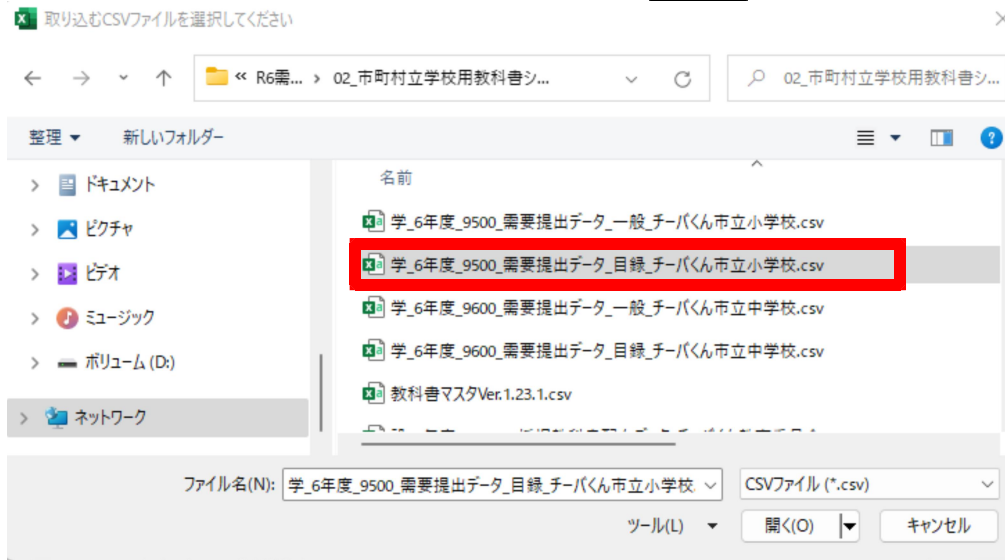 取り込むCSVファイルを選択してください
« R6需... › 02_市町村立学校用教科書シ...
02_市町村立学校用教科書シ...
整理
新しいフォルダー
ドキュメント
ピクチャ
ビデオ
ミュージック
ボリューム (D:)
ネットワーク
名前
学_6年度_9500_需要提出データ_一般_チーバくん市立小学校.csv
学_6年度_9500_需要提出データ_目録_チーバくん市立小学校.csv
学_6年度_9600_需要提出データ_一般_チーバくん市立中学校.csv
学_6年度_9600_需要提出データ_目録_チーバくん市立中学校.csv
教科書マスタVer.1.23.1.csv
ファイル名(N):
学_6年度_9500_需要提出データ_目録_チーバくん市立小学校
CSVファイル (*.csv)
ツール(L)
開く(O)
キャンセル